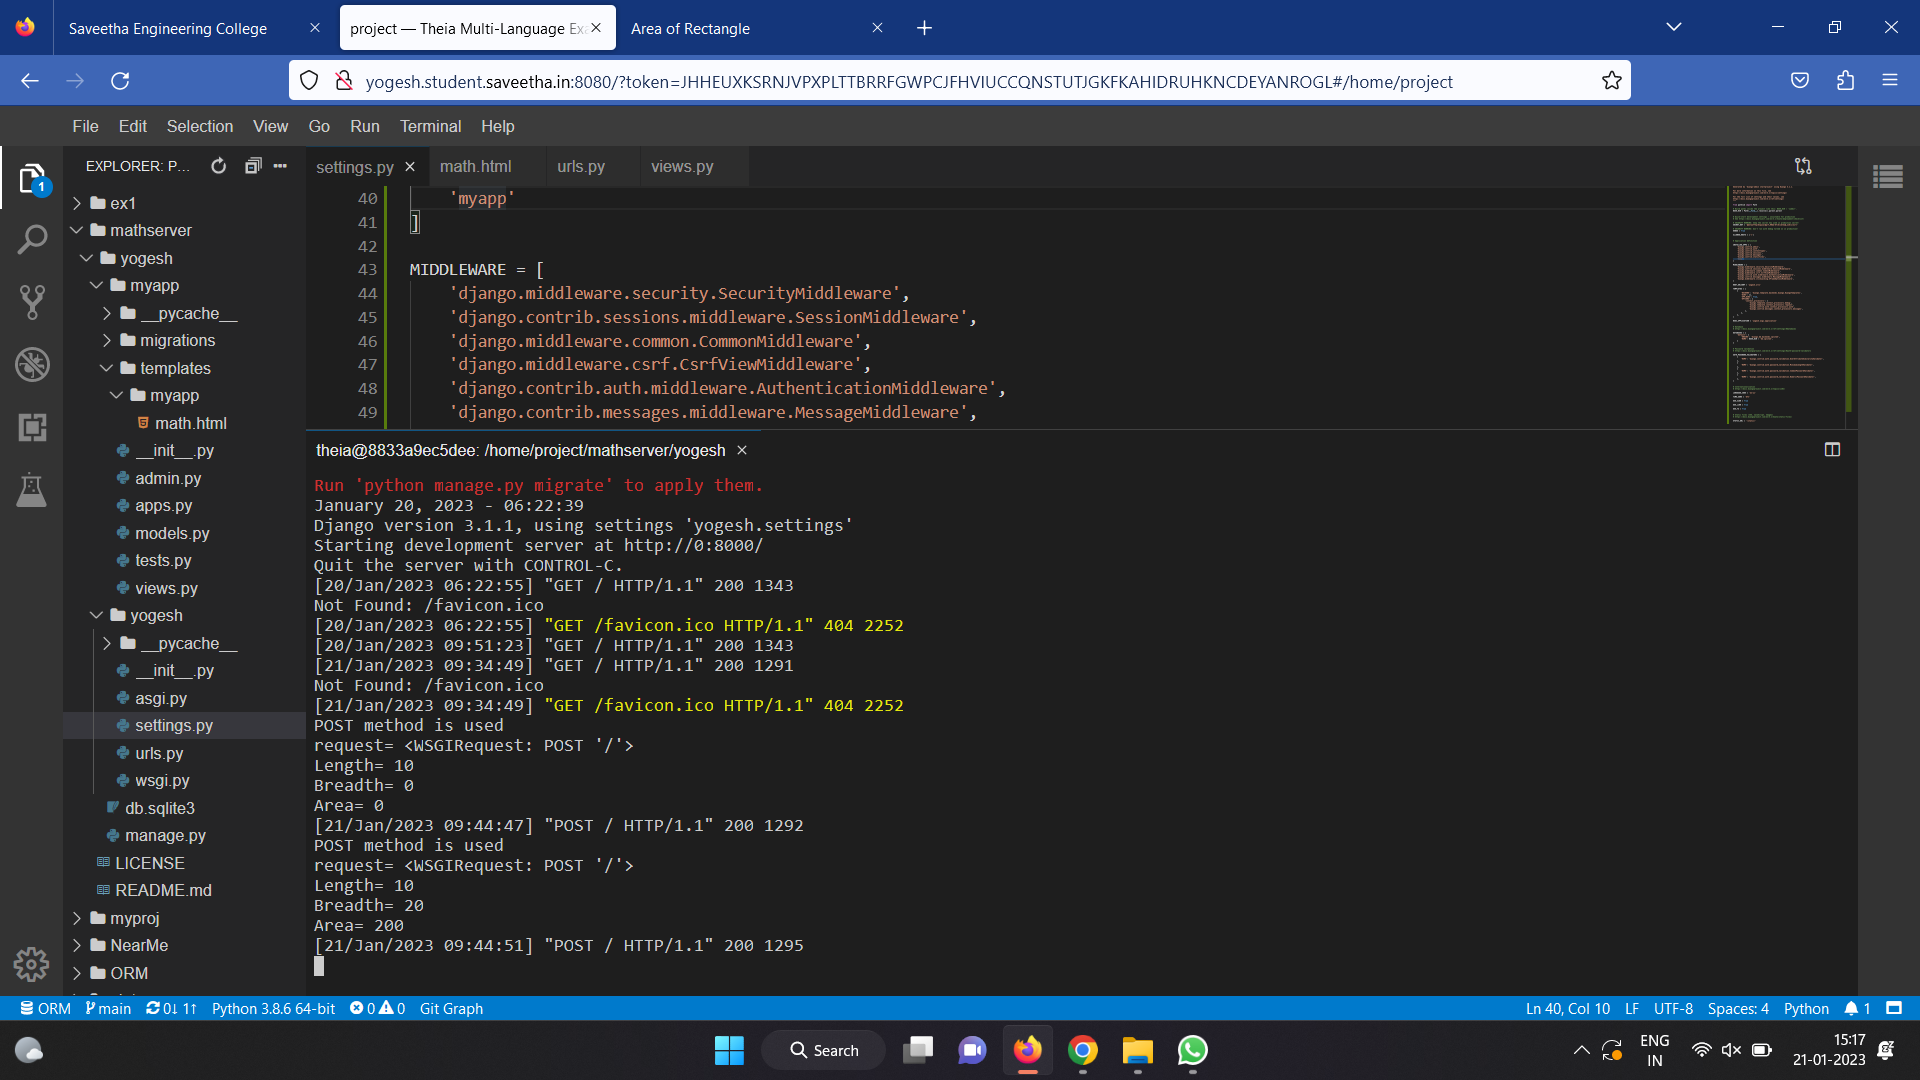 Saveetha Engineering College
project — Theia Multi-Language Ex
Area of Rectangle
yogesh.student.saveetha.in:8080/?token=JHHEUXKSRNJVPXPLTTBRRFGWPCJFHVIUCCQNSTUTJGKFKAHIDRUHKNCDEYANROGL#/home/project
File Edit Selection View Go Run Terminal Help
EXPLORER: P...
1
ex1
mathserver
yogesh
myapp
__pycache__
migrations
templates
myapp
math.html
__init__.py
admin.py
apps.py
models.py
tests.py
views.py
yogesh
__pycache__
__init__.py
asgi.py
settings.py
urls.py
wsgi.py
db.sqlite3
manage.py
LICENSE
README.md
myproj
NearMe
ORM
settings.py math.html urls.py views.py
40 'myapp'
41 ]
42
43 MIDDLEWARE = [
44 'django.middleware.security.SecurityMiddleware',
45 'django.contrib.sessions.middleware.SessionMiddleware',
46 'django.middleware.common.CommonMiddleware',
47 'django.middleware.csrf.CsrfViewMiddleware',
48 'django.contrib.auth.middleware.AuthenticationMiddleware',
49 'django.contrib.messages.middleware.MessageMiddleware',
theia@8833a9ec5dee: /home/project/mathserver/yogesh
Run 'python manage.py migrate' to apply them.
January 20, 2023 - 06:22:39
Django version 3.1.1, using settings 'yogesh.settings'
Starting development server at http://0:8000/
Quit the server with CONTROL-C.
[20/Jan/2023 06:22:55] "GET / HTTP/1.1" 200 1343
Not Found: /favicon.ico
[20/Jan/2023 06:22:55] "GET /favicon.ico HTTP/1.1" 404 2252
[20/Jan/2023 09:51:23] "GET / HTTP/1.1" 200 1343
[21/Jan/2023 09:34:49] "GET / HTTP/1.1" 200 1291
Not Found: /favicon.ico
[21/Jan/2023 09:34:49] "GET /favicon.ico HTTP/1.1" 404 2252
POST method is used
request= <WSGIRequest: POST '/'>
Length= 10
Breadth= 0
Area= 0
[21/Jan/2023 09:44:47] "POST / HTTP/1.1" 200 1292
POST method is used
request= <WSGIRequest: POST '/'>
Length= 10
Breadth= 20
Area= 200
[21/Jan/2023 09:44:51] "POST / HTTP/1.1" 200 1295
ORM main 0↓ 1↑ Python 3.8.6 64-bit 0 0 Git Graph
Ln 40, Col 10 LF UTF-8 Spaces: 4 Python 1
Search
ENG
IN
15:17
21-01-2023